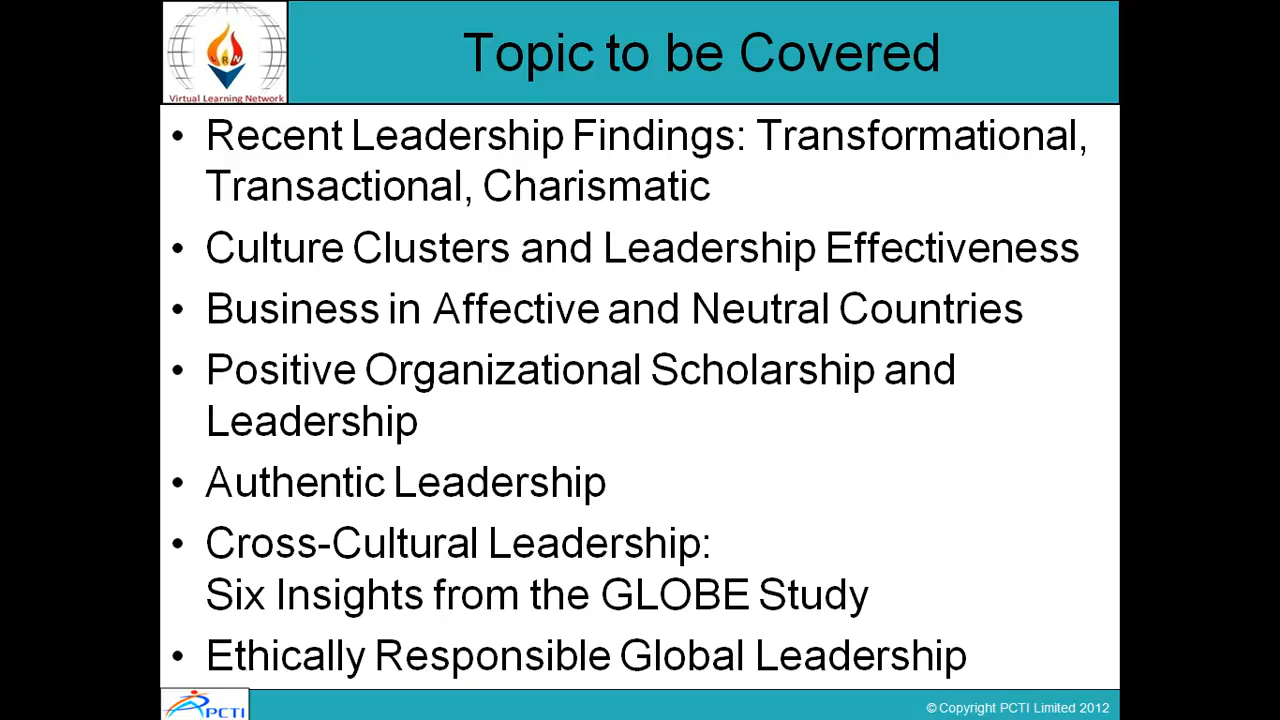 Topic to be Covered
Virtual Learning Network
• Recent Leadership Findings: Transformational,
Transactional, Charismatic
• Culture Clusters and Leadership Effectiveness
• Business in Affective and Neutral Countries
• Positive Organizational Scholarship and
Leadership
• Authentic Leadership
• Cross-Cultural Leadership:
Six Insights from the GLOBE Study
• Ethically Responsible Global Leadership
PCTI
© Copyright PCTI Limited 2012